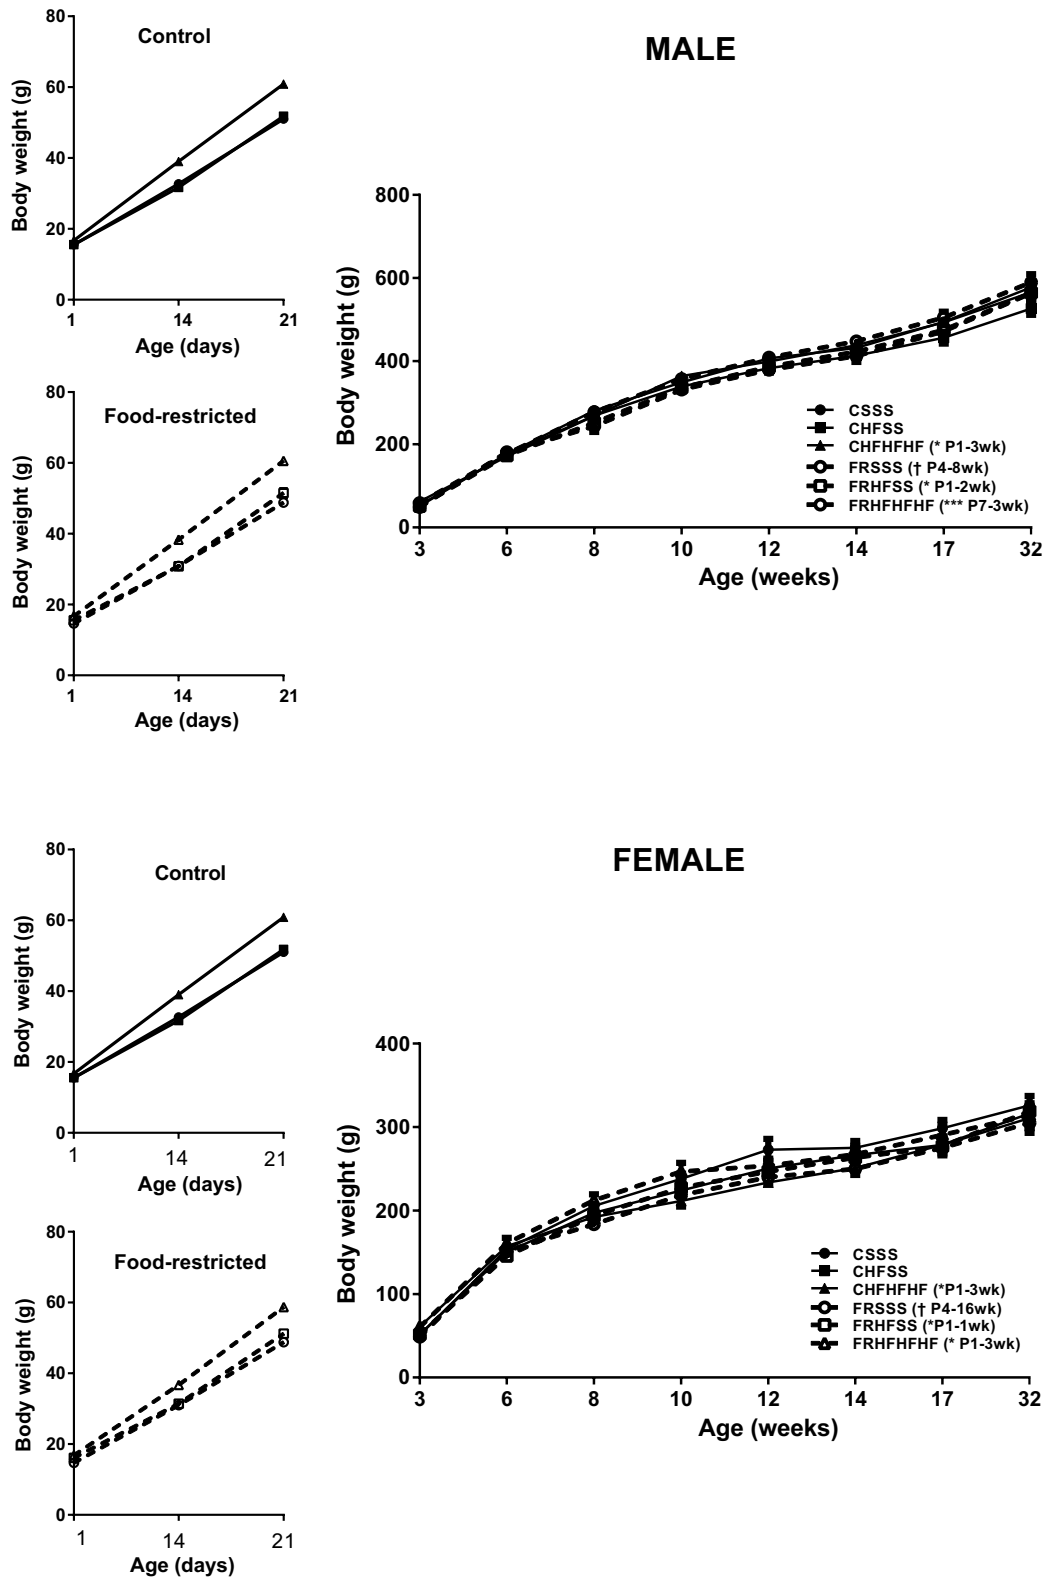 MALE
Control
Body weight (g)
80
60
40
20
0
1 14 21
Age (days)
Food-restricted
Body weight (g)
80
60
40
20
0
1 14 21
Age (days)
Body weight (g)
800
600
400
200
0
3 6 8 10 12 14 17 32
Age (weeks)
CSSS
CHFSS
CHFHFHF (* P1-3wk)
FRSSS († P4-8wk)
FRHFSS (* P1-2wk)
FRHFHFHF (*** P7-3wk)
FEMALE
Control
Body weight (g)
80
60
40
20
0
1 14 21
Age (days)
Food-restricted
Body weight (g)
80
60
40
20
0
1 14 21
Age (days)
Body weight (g)
400
300
200
100
0
3 6 8 10 12 14 17 32
Age (weeks)
CSSS
CHFSS
CHFHFHF (*P1-3wk)
FRSSS († P4-16wk)
FRHFSS (*P1-1wk)
FRHFHFHF (* P1-3wk)